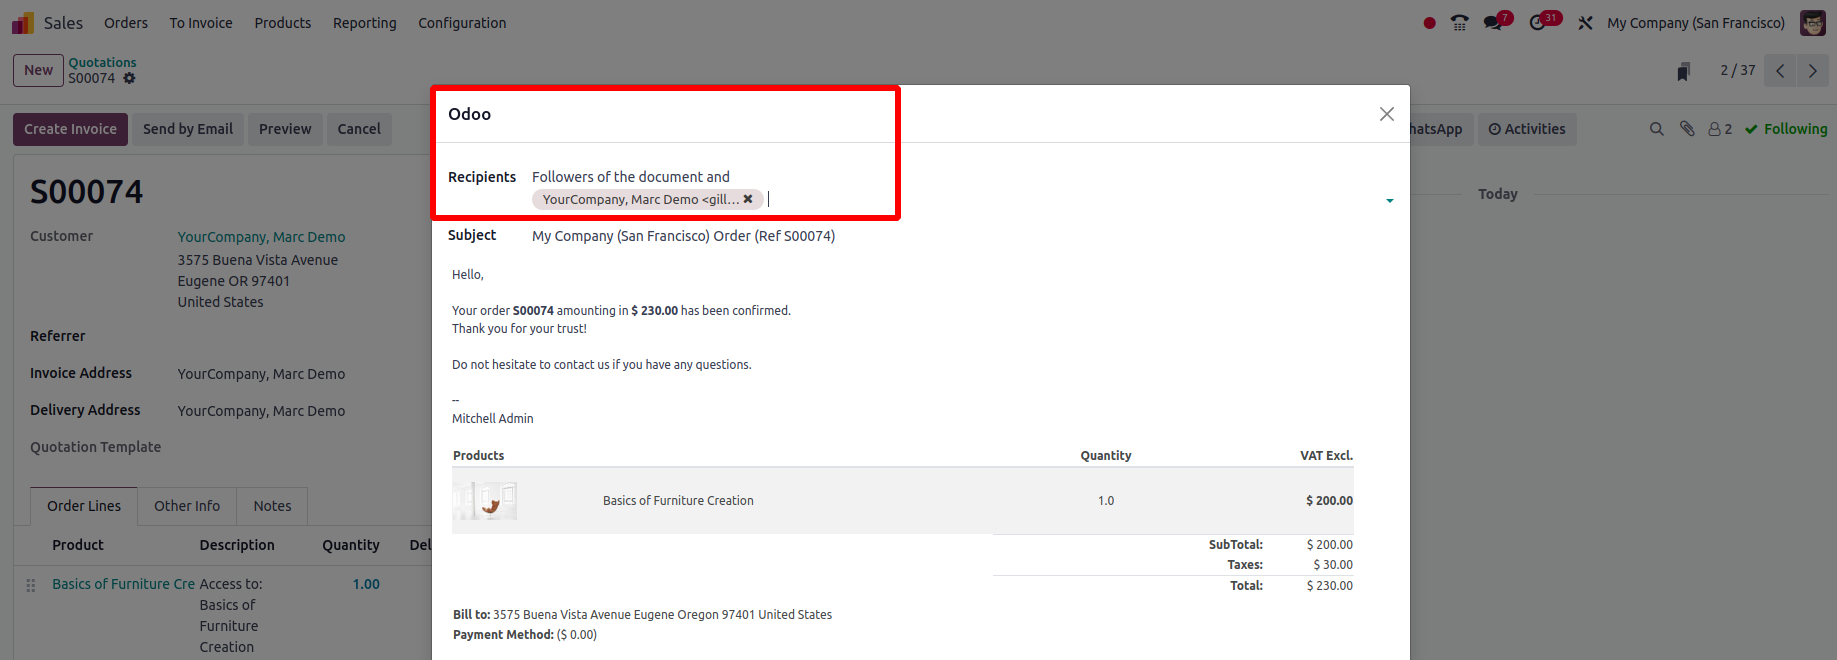 Sales Orders To Invoice Products Reporting Configuration 7 31 My Company (San Francisco)
New Quotations
S00074 2 / 37
Create Invoice Send by Email Preview Cancel hatsApp Activities 2 Following
Odoo
Today
S00074
Customer YourCompany, Marc Demo
3575 Buena Vista Avenue
Eugene OR 97401
United States
Referrer
Invoice Address YourCompany, Marc Demo
Delivery Address YourCompany, Marc Demo
Quotation Template
Order Lines Other Info Notes
Product Description Quantity Del
Basics of Furniture Cre Access to: 1.00
Basics of
Furniture
Creation
Recipients Followers of the document and
YourCompany, Marc Demo <gill...
Subject My Company (San Francisco) Order (Ref S00074)
Hello,
Your order S00074 amounting in $ 230.00 has been confirmed.
Thank you for your trust!
Do not hesitate to contact us if you have any questions.
--
Mitchell Admin
Products Quantity VAT Excl.
Basics of Furniture Creation 1.0 $ 200.00
SubTotal: $ 200.00
Taxes: $ 30.00
Total: $ 230.00
Bill to: 3575 Buena Vista Avenue Eugene Oregon 97401 United States
Payment Method: ($ 0.00)